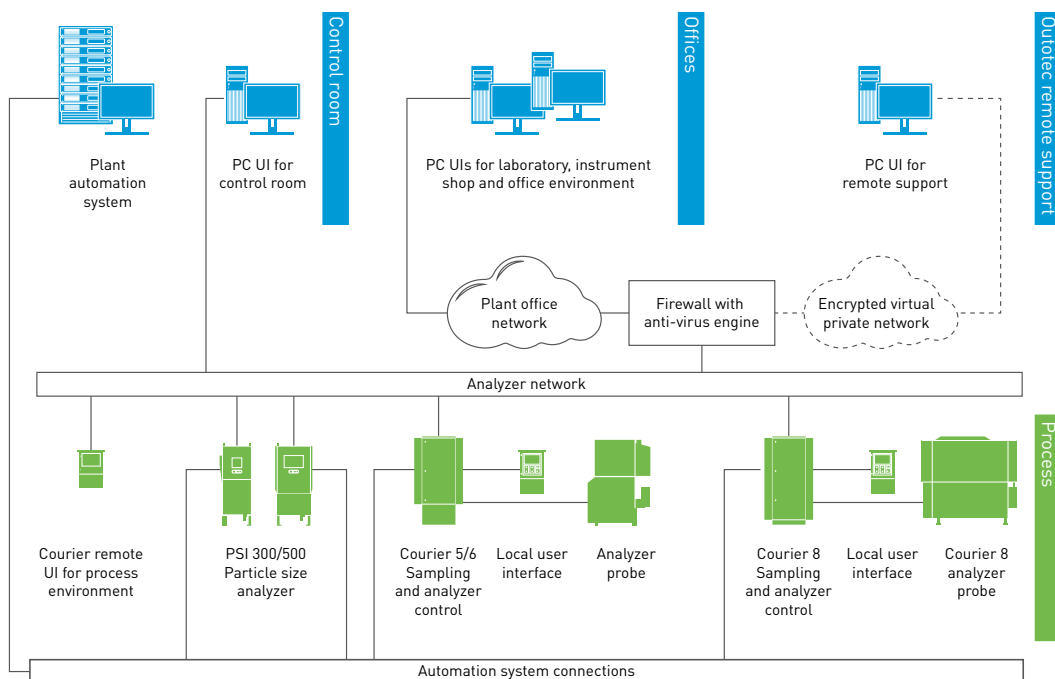 Control room
Offices
Outotec remote support
Plant
automation
system
PC UI for
control room
PC UIs for laboratory, instrument
shop and office environment
PC UI for
remote support
Plant office
network
Firewall with
anti-virus engine
Encrypted virtual
private network
Analyzer network
Process
Courier remote
UI for process
environment
PSI 300/500
Particle size
analyzer
Courier 5/6
Sampling
and analyzer
control
Local user
interface
Analyzer
probe
Courier 8
Sampling
and analyzer
control
Local user
interface
Courier 8
analyzer
probe
Automation system connections